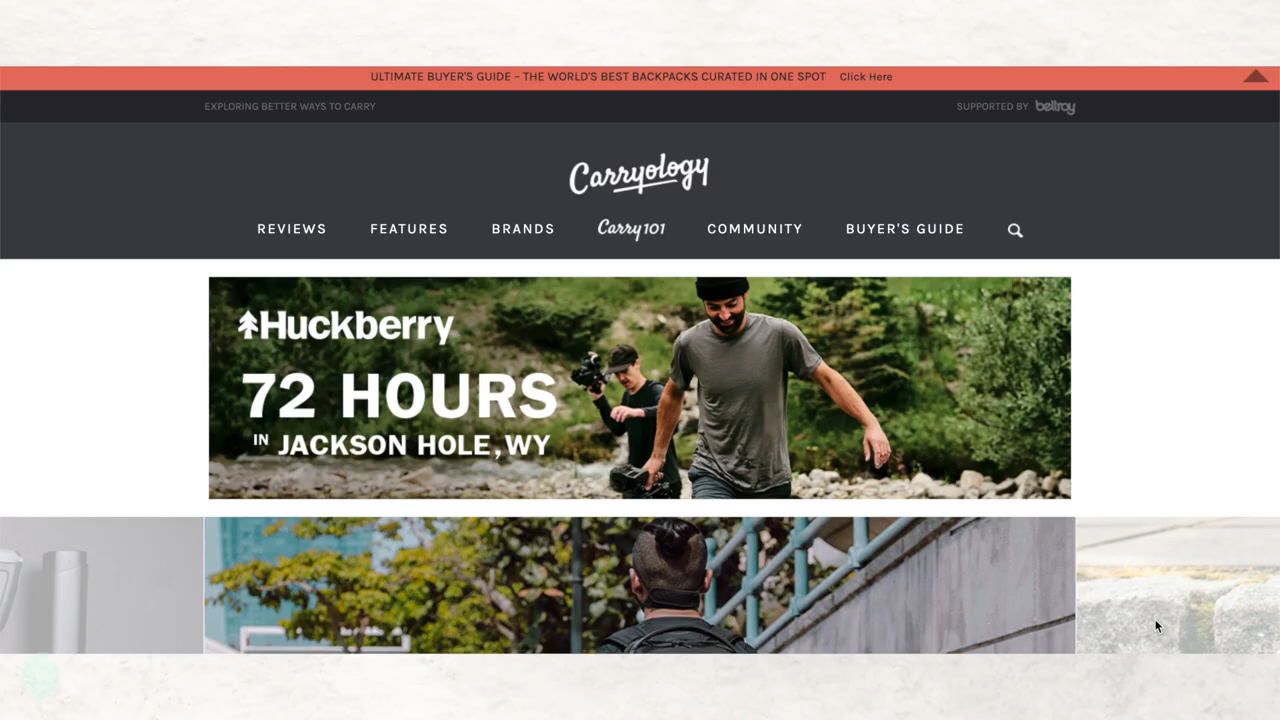 ULTIMATE BUYER'S GUIDE – THE WORLD'S BEST BACKPACKS CURATED IN ONE SPOT Click Here
EXPLORING BETTER WAYS TO CARRY SUPPORTED BY bellroy
Carryology
REVIEWS FEATURES BRANDS Carry101 COMMUNITY BUYER'S GUIDE
Huckberry
72 HOURS
IN JACKSON HOLE, WY